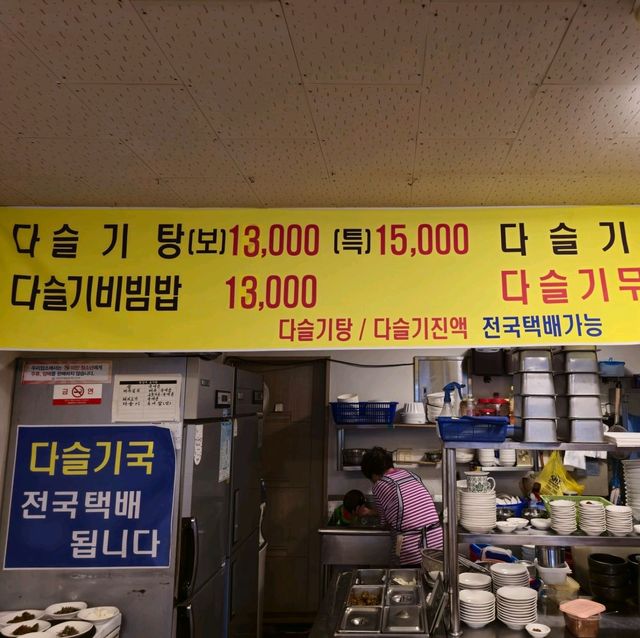 다슬기탕(보)13,000 (특)15,000 다슬기
다슬기비빔밥 13,000 다슬기무
다슬기탕 / 다슬기진액 전국택배가능
금 연
다슬기국
전국택배
됩니다